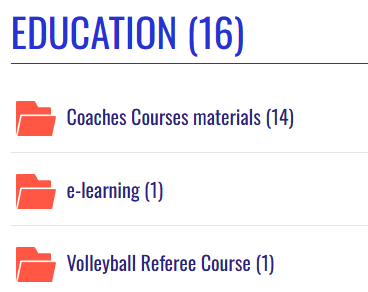 EDUCATION (16)
Coaches Courses materials (14)
e-learning (1)
Volleyball Referee Course (1)